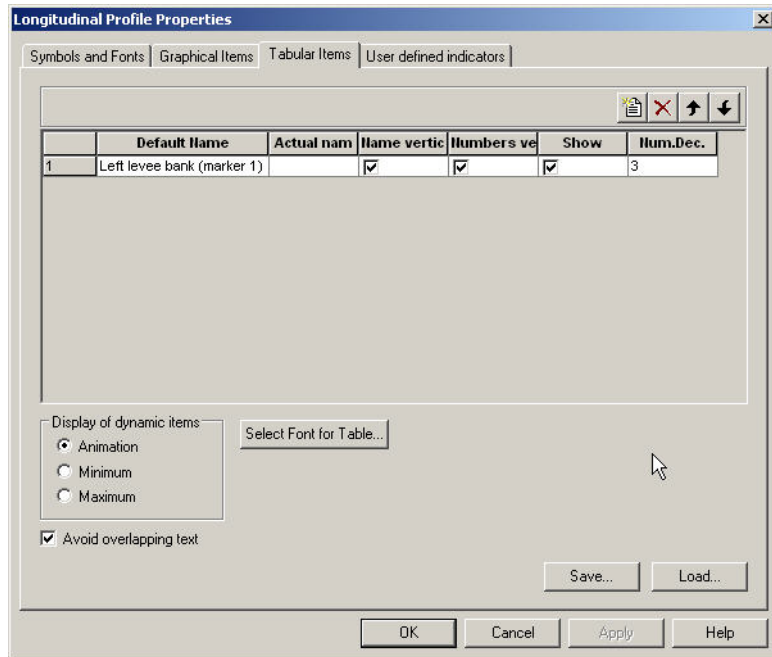 Longitudinal Profile Properties
Symbols and Fonts Graphical Items Tabular Items User defined indicators
Default Name Actual nam Name vertic Numbers ve Show Num.Dec.
1 Left levee bank (marker 1) 3
Display of dynamic items
Animation
Minimum
Maximum
Select Font for Table...
Avoid overlapping text
Save... Load...
OK Cancel Apply Help